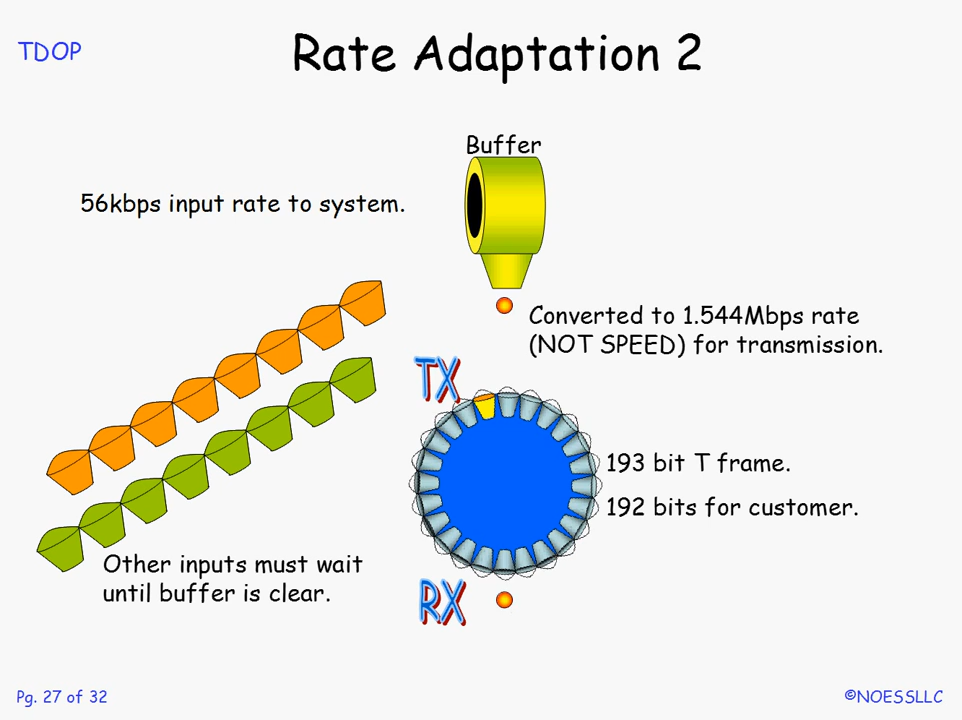 TDOP
Rate Adaptation 2
Buffer
56kbps input rate to system.
Converted to 1.544Mbps rate
(NOT SPEED) for transmission.
TX
193 bit T frame.
192 bits for customer.
Other inputs must wait
until buffer is clear.
RX
Pg. 27 of 32
©NOESSLLC